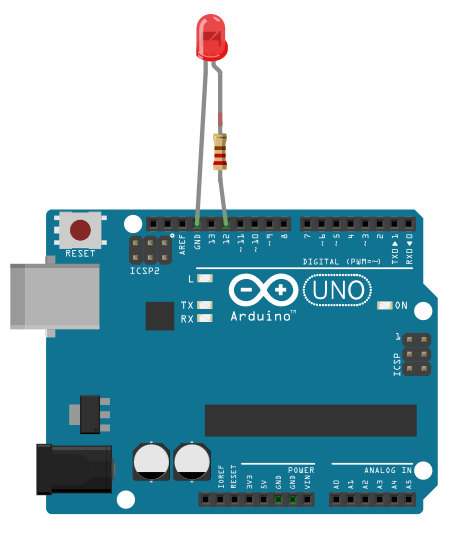 RESET
ICSP2
AREF
GND
13
12
~11
~10
~9
8
7
~6
~5
4
~3
2
TXD▶1
RXD◀0
DIGITAL (PWM=~)
L
TX
RX
UNO
Arduino™
ON
1
ICSP
IOREF
RESET
3V3
5V
GND
GND
VIN
POWER
ANALOG IN
A0
A1
A2
A3
A4
A5